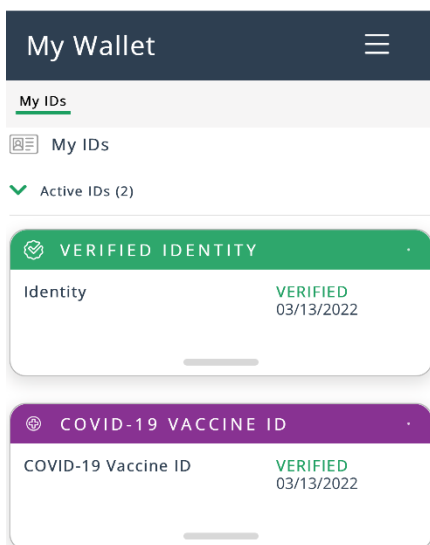 My Wallet
My IDs
My IDs
Active IDs (2)
VERIFIED IDENTITY
Identity
VERIFIED
03/13/2022
COVID-19 VACCINE ID
COVID-19 Vaccine ID
VERIFIED
03/13/2022